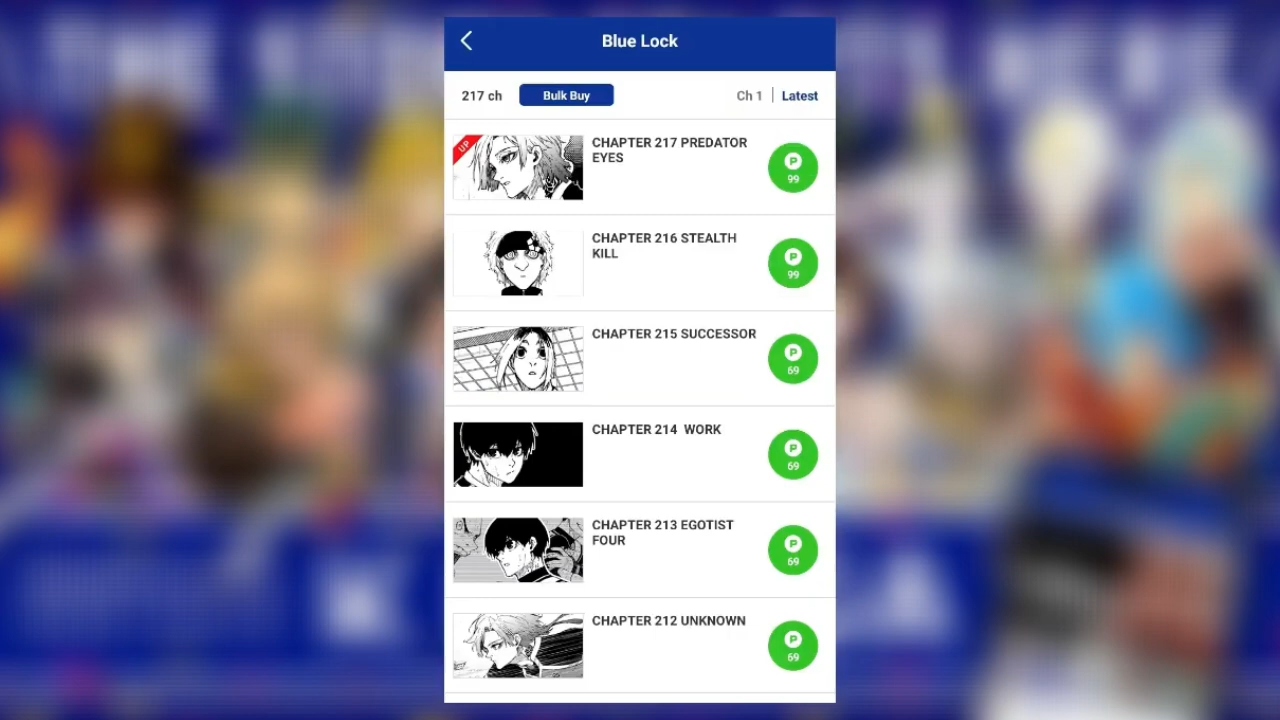 Blue Lock
217 ch
Bulk Buy
Ch 1 | Latest
UP
CHAPTER 217 PREDATOR
EYES
P
99
CHAPTER 216 STEALTH
KILL
P
99
CHAPTER 215 SUCCESSOR
P
69
CHAPTER 214 WORK
P
69
CHAPTER 213 EGOTIST
FOUR
P
69
CHAPTER 212 UNKNOWN
P
69